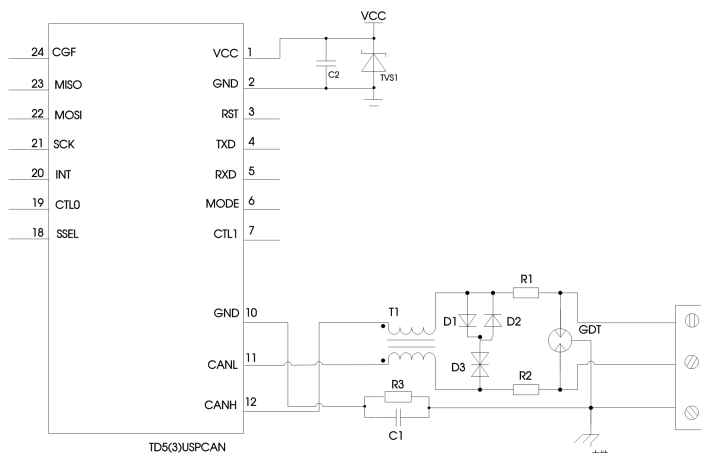 VCC
24 CGF
VCC 1
C2
TVS1
23 MISO
GND 2
22 MOSI
RST 3
21 SCK
TXD 4
20 INT
RXD 5
19 CTL0
MODE 6
18 SSEL
CTL1 7
R1
GND 10
T1
D1
D2
GDT
D3
CANL 11
R2
R3
CANH 12
C1
TD5(3)USPCAN